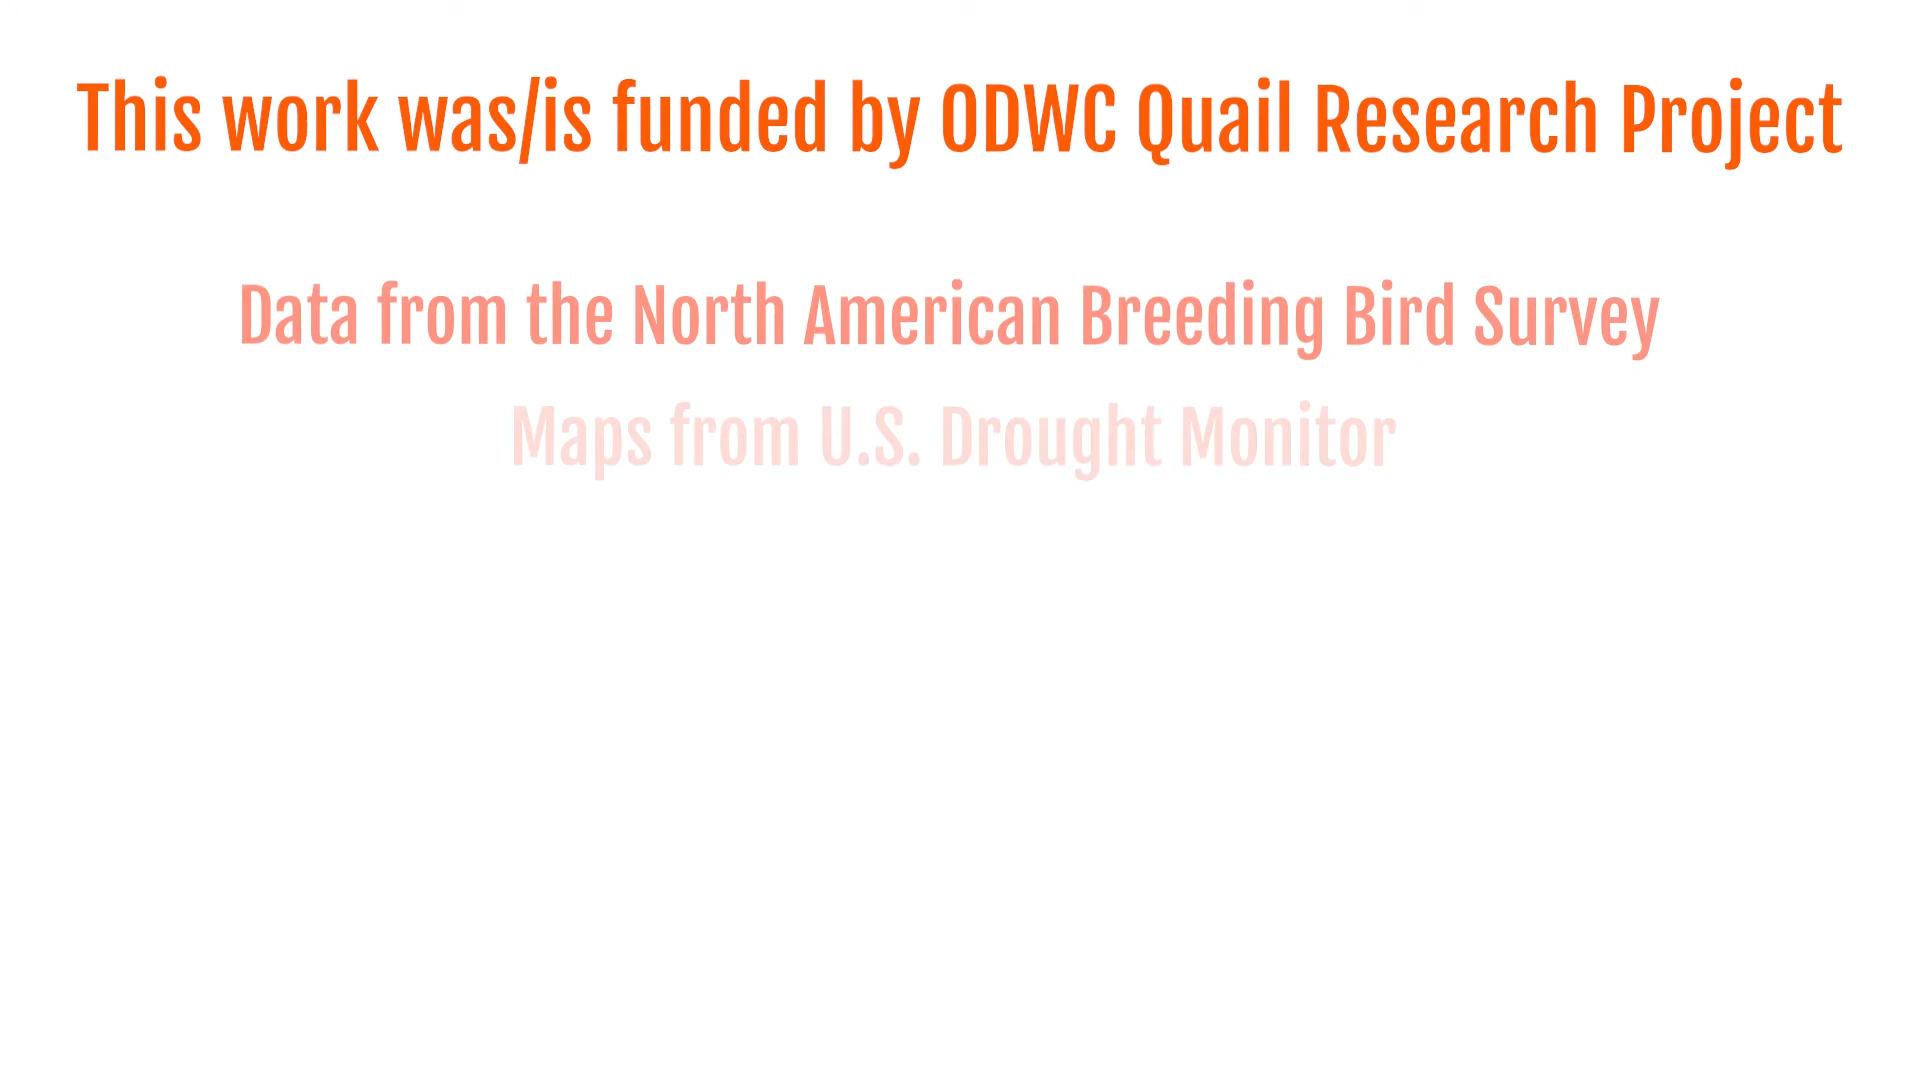 This work was/is funded by ODWC Quail Research Project
Data from the North American Breeding Bird Survey
Maps from U.S. Drought Monitor